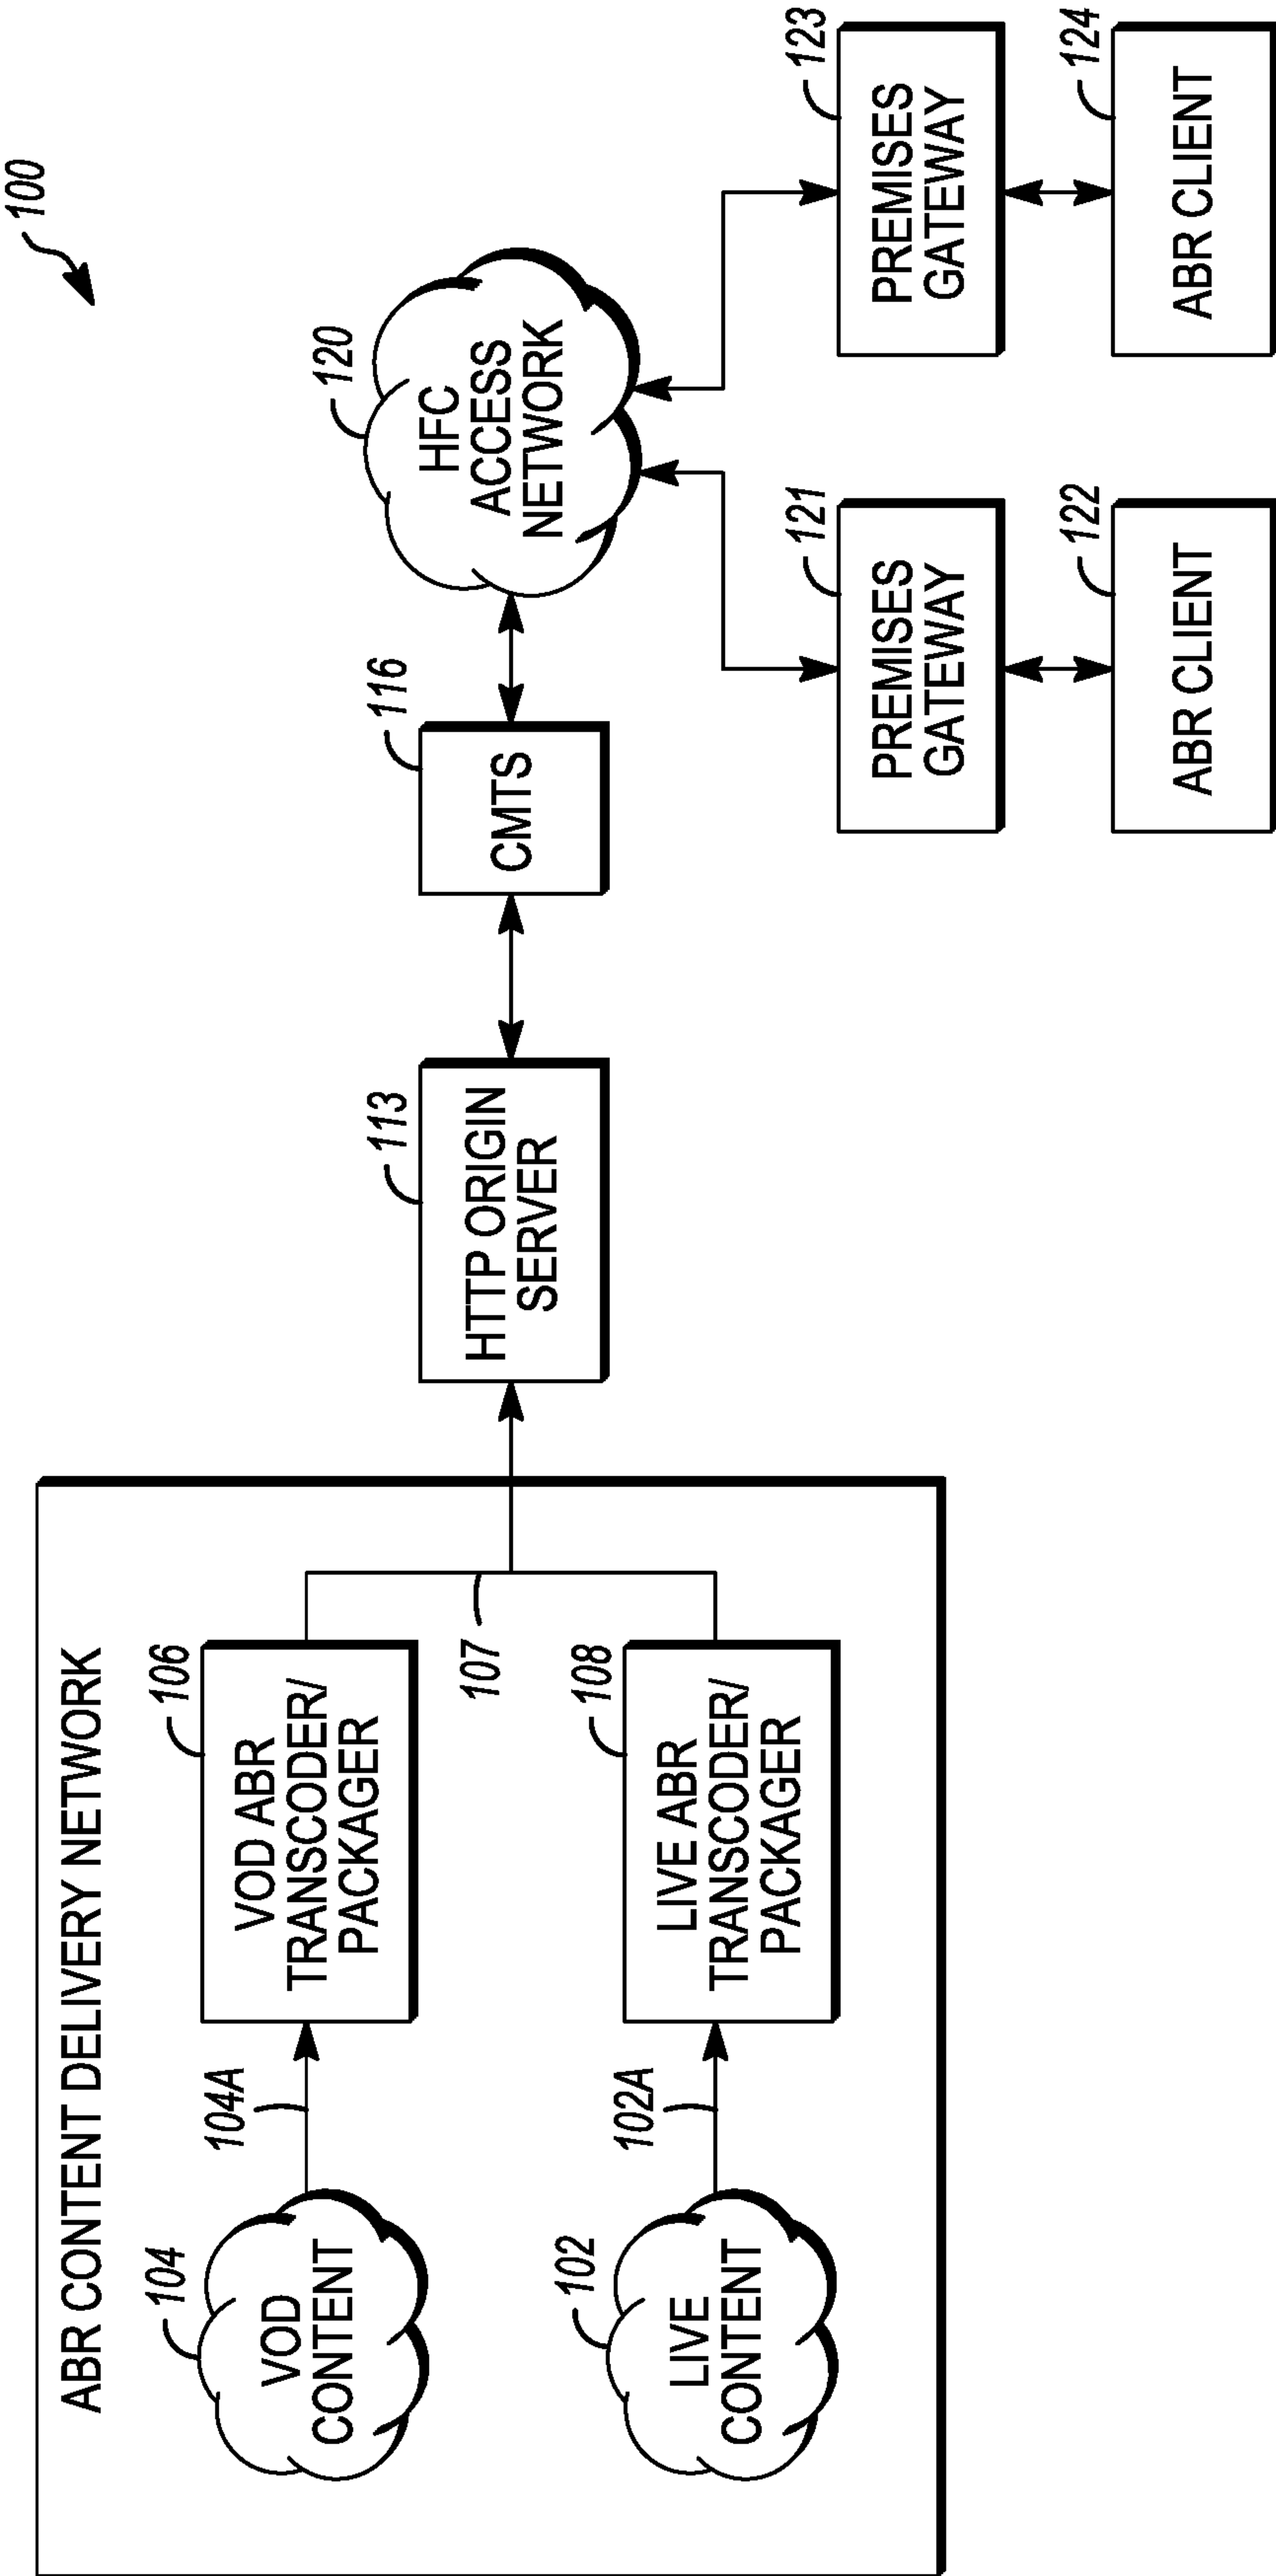 100
ABR CONTENT DELIVERY NETWORK
104
VOD
CONTENT
104A
106
VOD ABR
TRANSCODER/
PACKAGER
102
LIVE
CONTENT
102A
108
LIVE ABR
TRANSCODER/
PACKAGER
107
113
HTTP ORIGIN
SERVER
116
CMTS
120
HFC
ACCESS
NETWORK
121
PREMISES
GATEWAY
122
ABR CLIENT
123
PREMISES
GATEWAY
124
ABR CLIENT